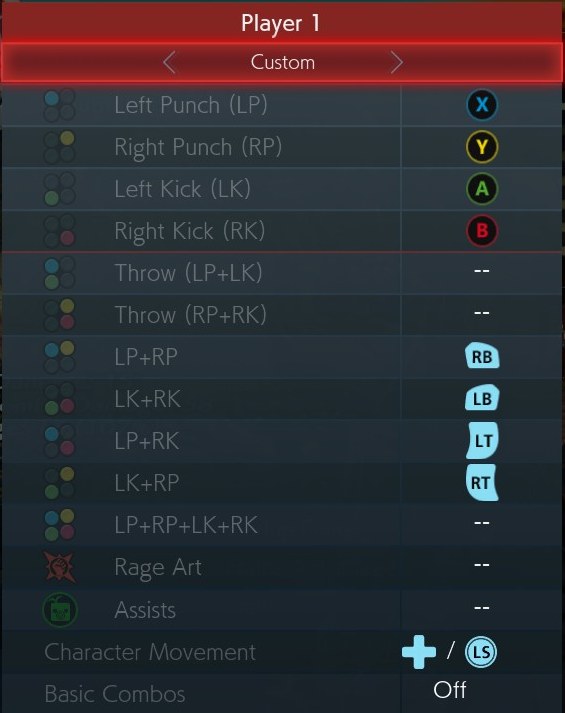 Player 1
Custom
Left Punch (LP) X
Right Punch (RP) Y
Left Kick (LK) A
Right Kick (RK) B
Throw (LP+LK) --
Throw (RP+RK) --
LP+RP RB
LK+RK LB
LP+RK LT
LK+RP RT
LP+RP+LK+RK --
Rage Art --
Assists --
Character Movement / LS
Basic Combos Off